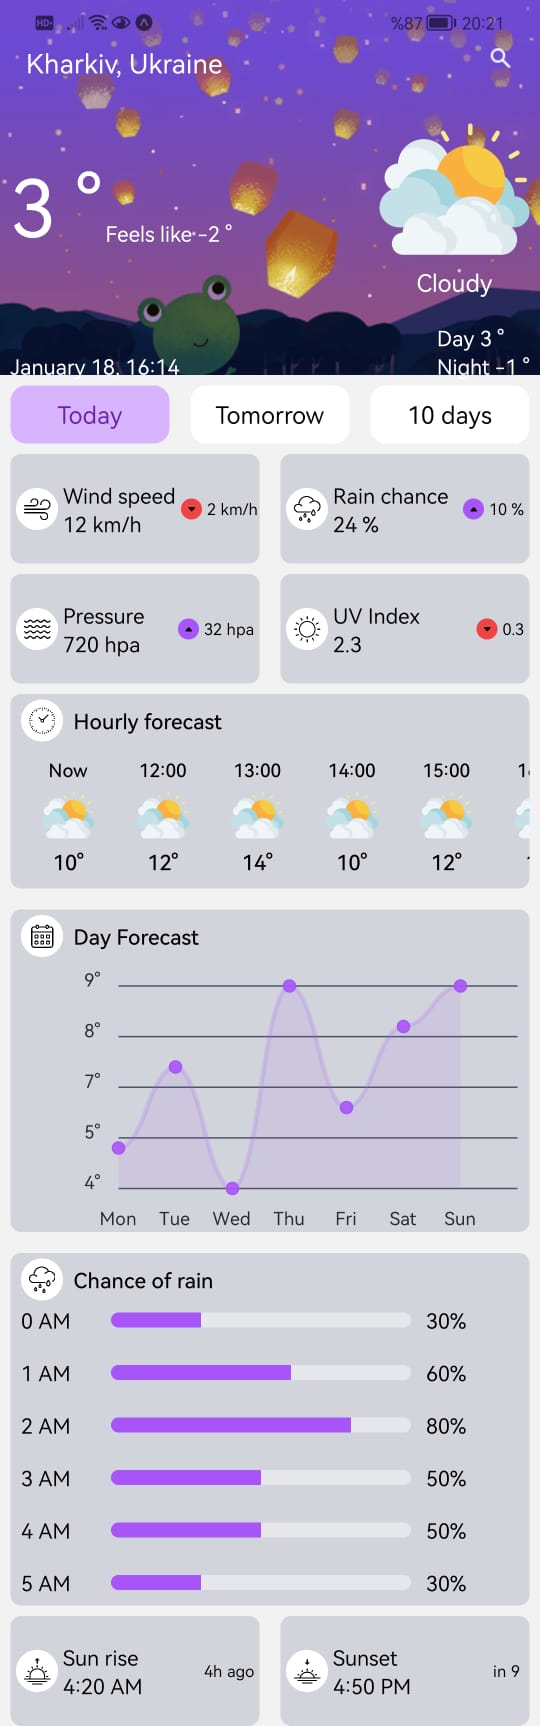 HD+ %87 20:21
Kharkiv, Ukraine
3 °
Feels like -2 °
Cloudy
Day 3 °
January 18, 16:14
Night -1 °
Today Tomorrow 10 days
Wind speed
12 km/h
2 km/h
Rain chance
24 %
10 %
Pressure
720 hpa
32 hpa
UV Index
2.3
0.3
Hourly forecast
Now 12:00 13:00 14:00 15:00
10° 12° 14° 10° 12°
Day Forecast
9°
8°
7°
5°
4°
Mon Tue Wed Thu Fri Sat Sun
Chance of rain
0 AM 30%
1 AM 60%
2 AM 80%
3 AM 50%
4 AM 50%
5 AM 30%
Sun rise
4:20 AM
4h ago
Sunset
4:50 PM
in 9